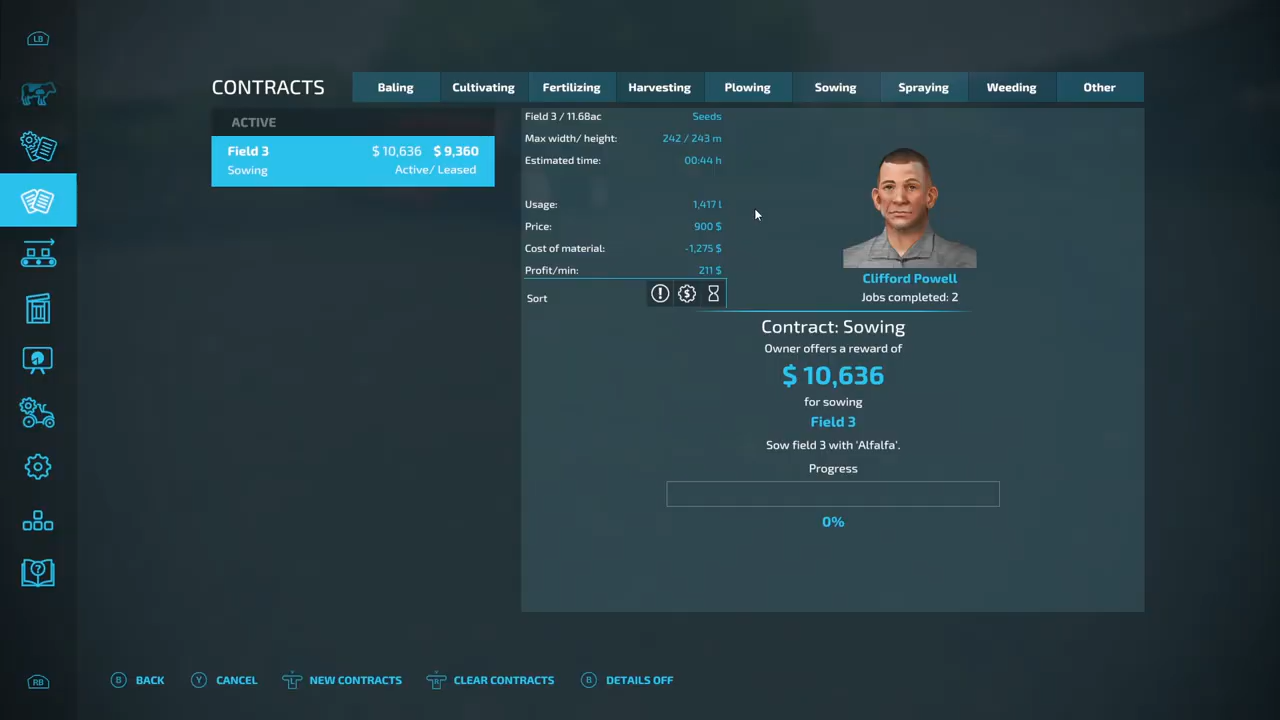 LB
CONTRACTS
Baling Cultivating Fertilizing Harvesting Plowing Sowing Spraying Weeding Other
ACTIVE
Field 3 $ 10,636 $ 9,360
Sowing Active/ Leased
Field 3 / 11.68ac Seeds
Max width/ height: 242 / 243 m
Estimated time: 00:44 h
Usage: 1,417 l
Price: 900 $
Cost of material: -1,275 $
Profit/min: 211 $
Sort
Clifford Powell
Jobs completed: 2
Contract: Sowing
Owner offers a reward of
$ 10,636
for sowing
Field 3
Sow field 3 with 'Alfalfa'.
Progress
0%
RB
B BACK Y CANCEL NEW CONTRACTS CLEAR CONTRACTS B DETAILS OFF